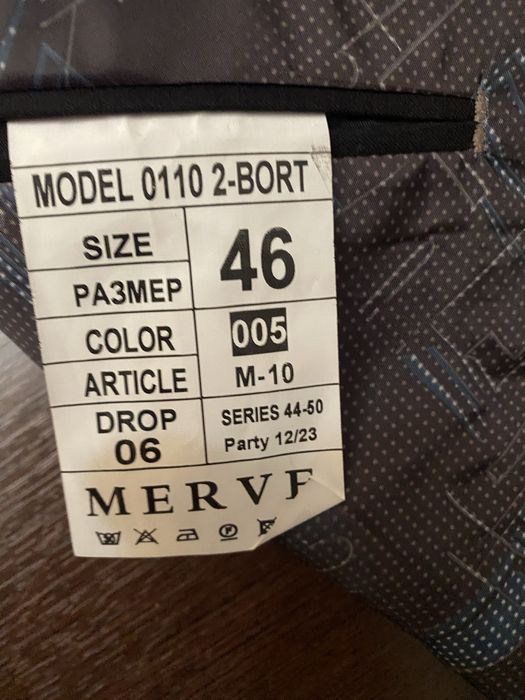 MODEL 0110 2-BORT
SIZE
РАЗМЕР
46
COLOR
005
ARTICLE
M-10
DROP
06
SERIES 44-50
Party 12/23
MERVE